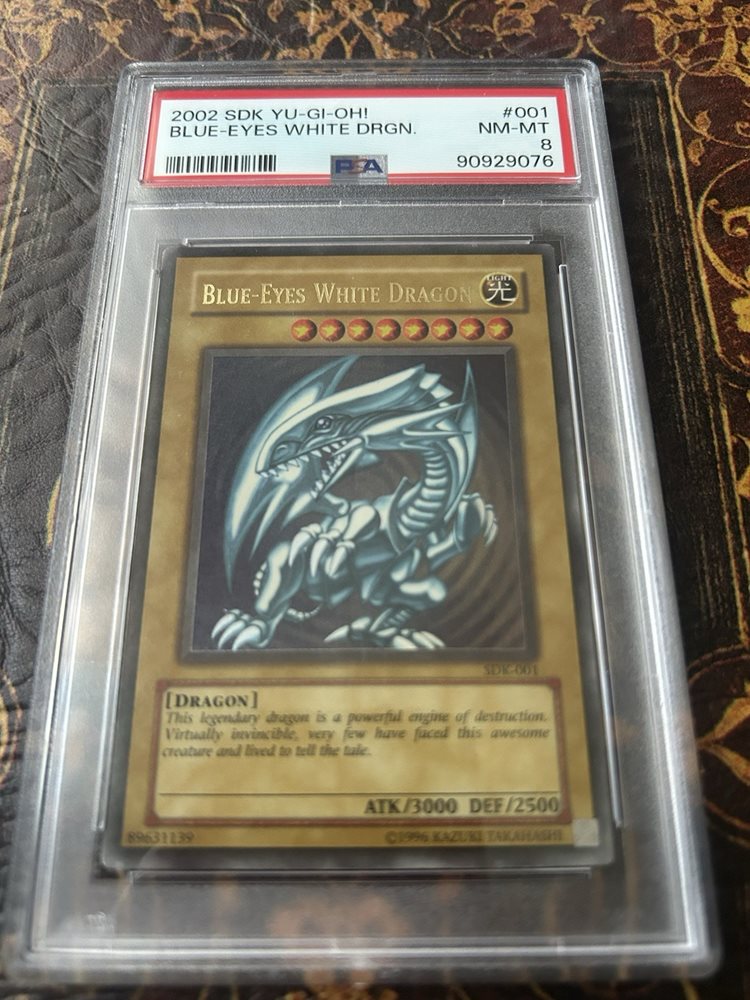 2002 SDK YU-GI-OH! #001
BLUE-EYES WHITE DRGN. NM-MT
8
PSA 90929076
BLUE-EYES WHITE DRAGON
LIGHT
光
SDK-001
[DRAGON]
This legendary dragon is a powerful engine of destruction.
Virtually invincible, very few have faced this awesome
creature and lived to tell the tale.
ATK/3000 DEF/2500
89631139 ©1996 KAZUKI TAKAHASHI